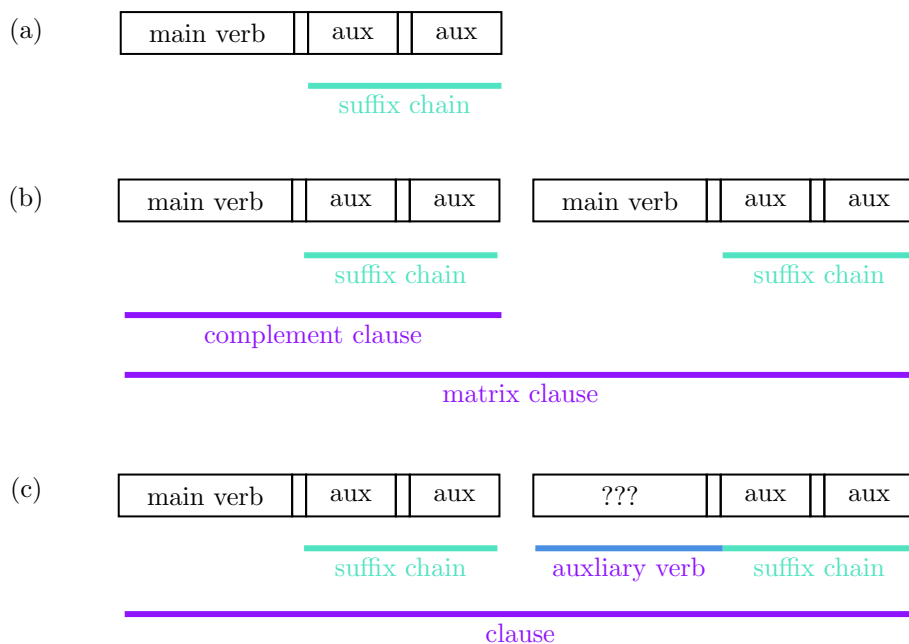 (a) main verb aux aux
suffix chain
(b) main verb aux aux main verb aux aux
suffix chain suffix chain
complement clause
matrix clause
(c) main verb aux aux ??? aux aux
suffix chain auxliary verb suffix chain
clause